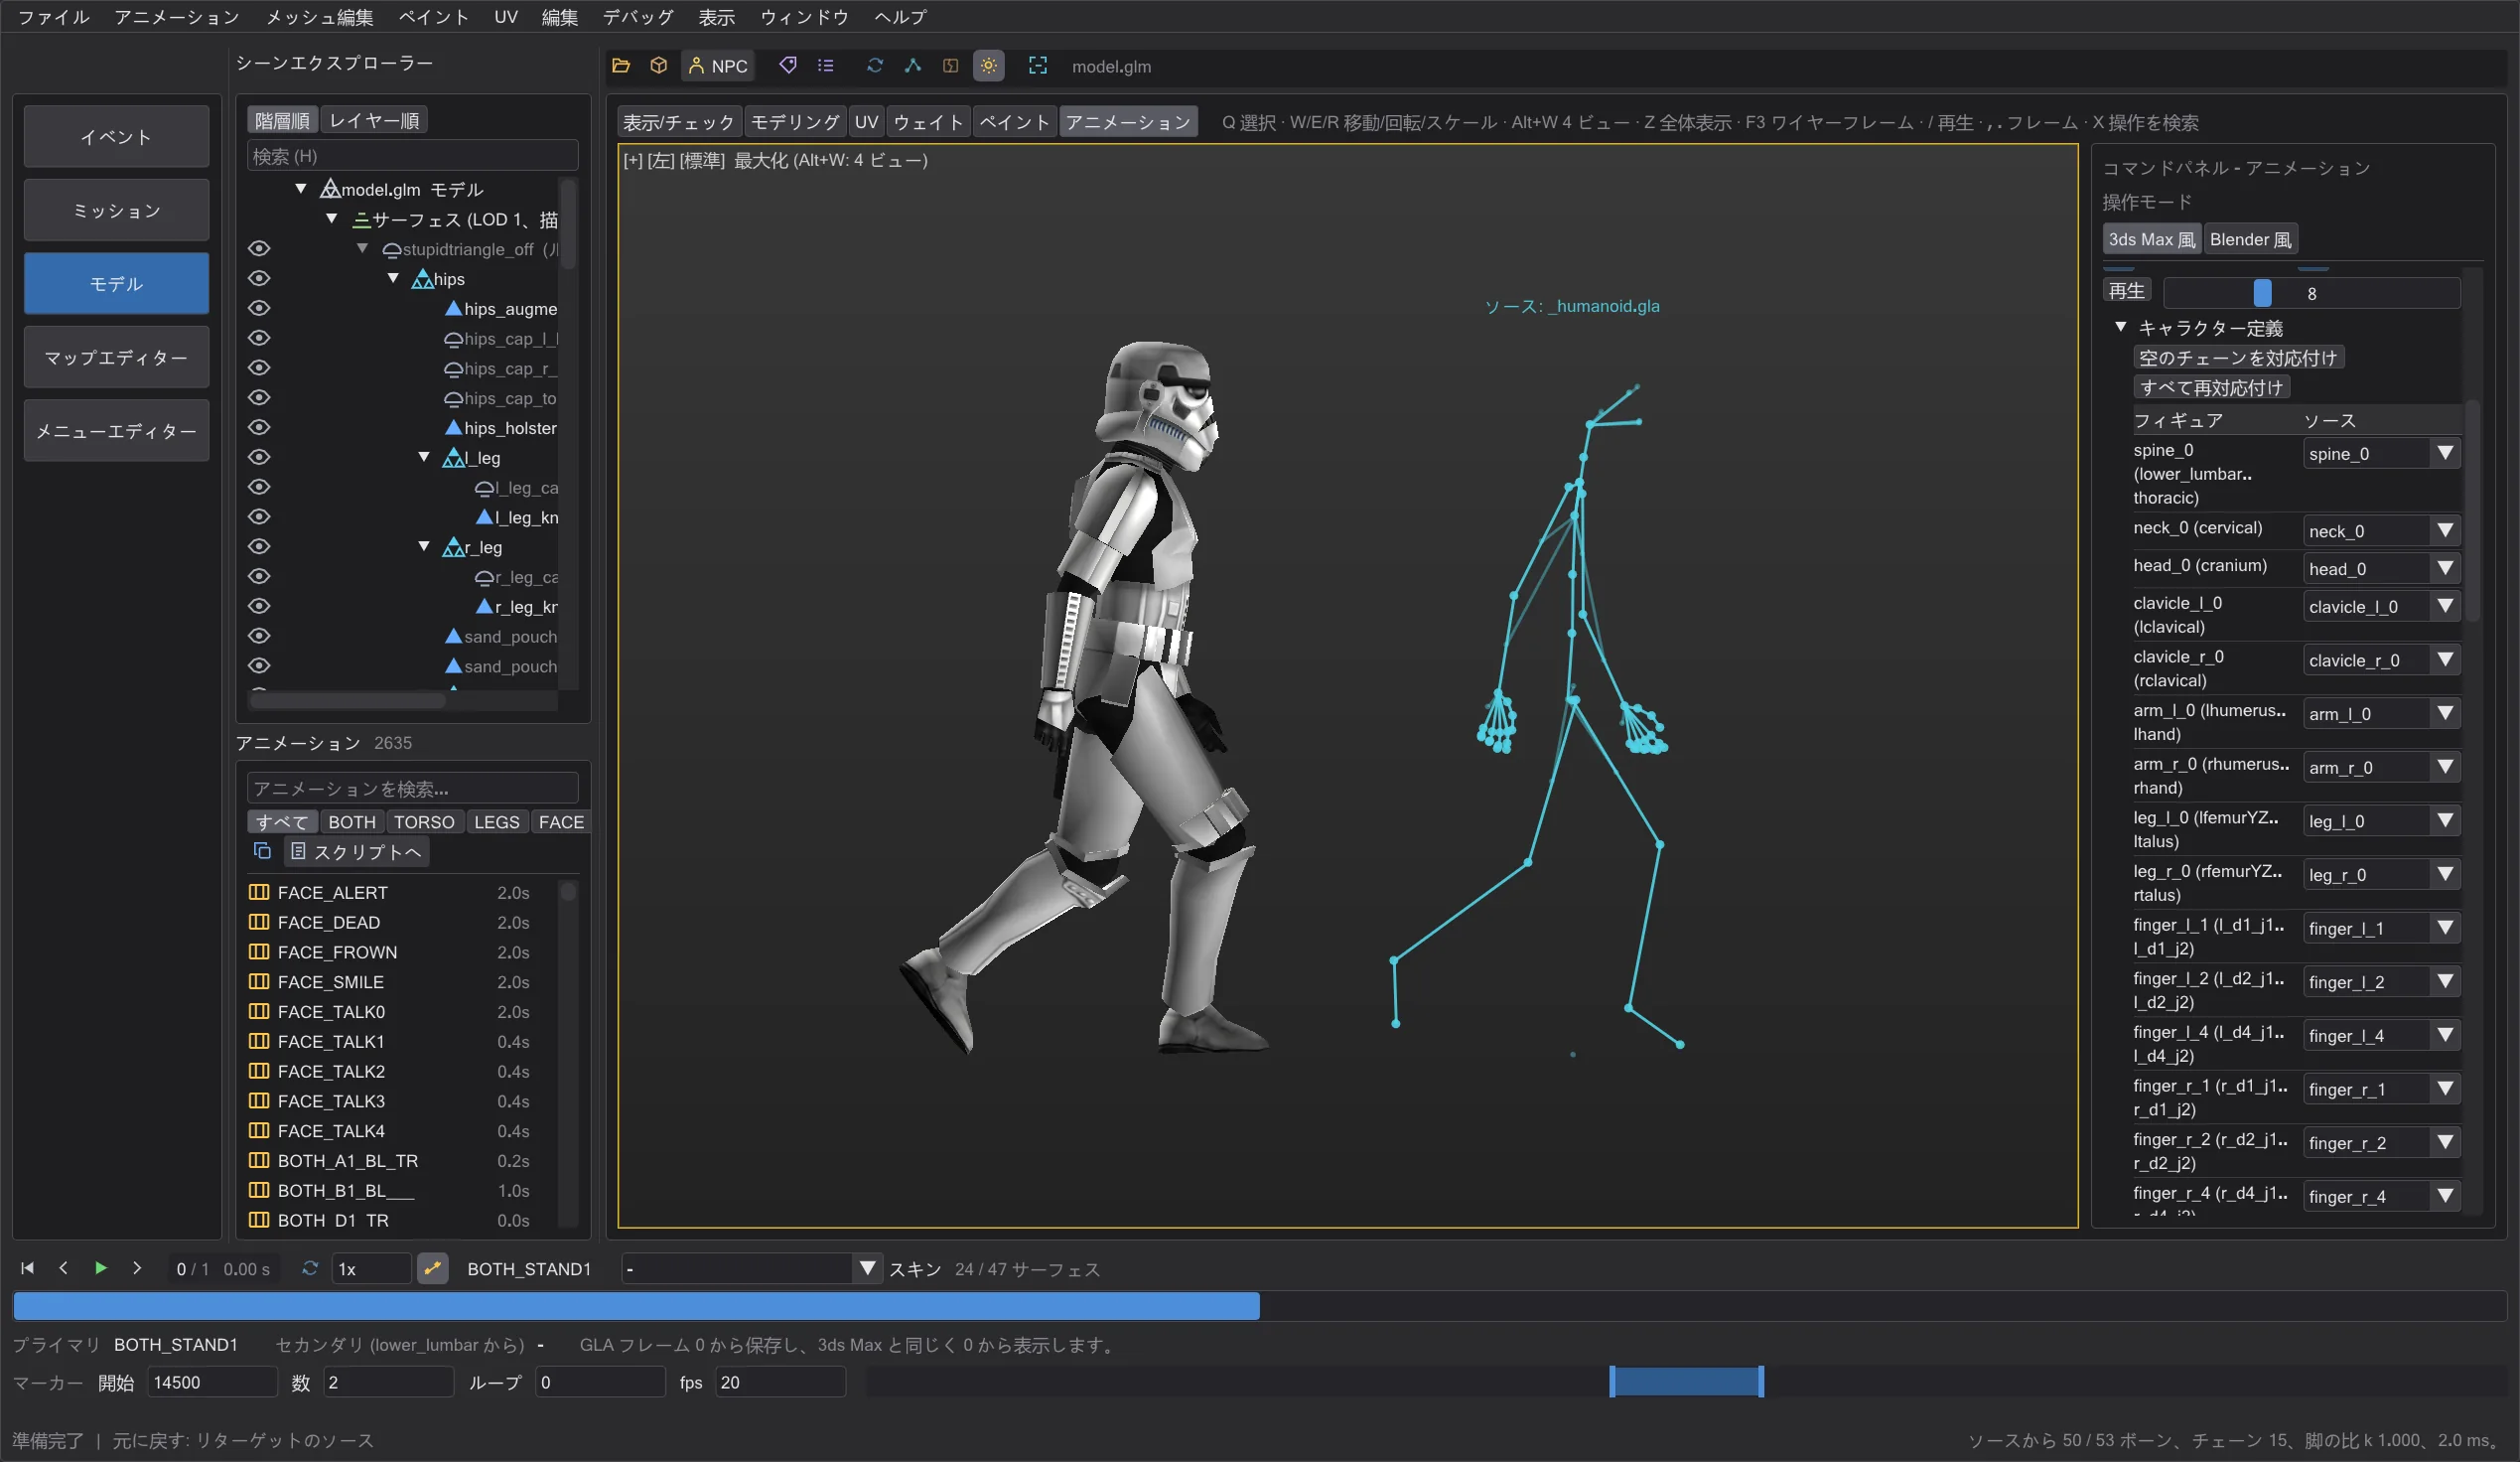 ファイル アニメーション メッシュ編集 ペイント UV 編集 デバッグ 表示 ウィンドウ ヘルプ
シーンエクスプローラー
NPC model.glm
イベント
ミッション
モデル
マップエディター
メニューエディター
階層順 レイヤー順
検索 (H)
model.glm モデル
サーフェス (LOD 1、描
stupidtriangle_off
hips
hips_augme
hips_cap_l_
hips_cap_r_
hips_cap_to
hips_holster
l_leg
l_leg_ca
l_leg_kn
r_leg
r_leg_ca
r_leg_kn
sand_pouch
sand_pouch
アニメーション 2635
アニメーションを検索...
すべて BOTH TORSO LEGS FACE
スクリプトへ
FACE_ALERT 2.0s
FACE_DEAD 2.0s
FACE_FROWN 2.0s
FACE_SMILE 2.0s
FACE_TALK0 2.0s
FACE_TALK1 0.4s
FACE_TALK2 0.4s
FACE_TALK3 0.4s
FACE_TALK4 0.4s
BOTH_A1_BL_TR 0.2s
BOTH_B1_BL___ 1.0s
BOTH_D1_TR 0.0s
表示/チェック モデリング UV ウェイト ペイント アニメーション Q 選択 · W/E/R 移動/回転/スケール · Alt+W 4 ビュー · Z 全体表示 · F3 ワイヤーフレーム · / 再生 · , . フレーム · X 操作を検索
[+] [左] [標準] 最大化 (Alt+W: 4 ビュー)
ソース: _humanoid.gla
コマンドパネル - アニメーション
操作モード
3ds Max 風 Blender 風
再生 8
キャラクター定義
空のチェーンを対応付け
すべて再対応付け
フィギュア ソース
spine_0 (lower_lumbar.. thoracic) spine_0
neck_0 (cervical) neck_0
head_0 (cranium) head_0
clavicle_l_0 (lclavical) clavicle_l_0
clavicle_r_0 (rclavical) clavicle_r_0
arm_l_0 (lhumerus.. lhand) arm_l_0
arm_r_0 (rhumerus.. rhand) arm_r_0
leg_l_0 (lfemurYZ.. ltalus) leg_l_0
leg_r_0 (rfemurYZ.. rtalus) leg_r_0
finger_l_1 (l_d1_j1.. l_d1_j2) finger_l_1
finger_l_2 (l_d2_j1.. l_d2_j2) finger_l_2
finger_l_4 (l_d4_j1.. l_d4_j2) finger_l_4
finger_r_1 (r_d1_j1.. r_d1_j2) finger_r_1
finger_r_2 (r_d2_j1.. r_d2_j2) finger_r_2
finger_r_4 (r_d4_j1.. finger_r_4
0 / 1 0.00 s 1x BOTH_STAND1 - スキン 24 / 47 サーフェス
プライマリ BOTH_STAND1 セカンダリ (lower_lumbar から) - GLA フレーム 0 から保存し、3ds Max と同じく 0 から表示します。
マーカー 開始 14500 数 2 ループ 0 fps 20
準備完了 | 元に戻す: リターゲットのソース
ソースから 50 / 53 ボーン、チェーン 15、脚の比 k 1.000、2.0 ms。